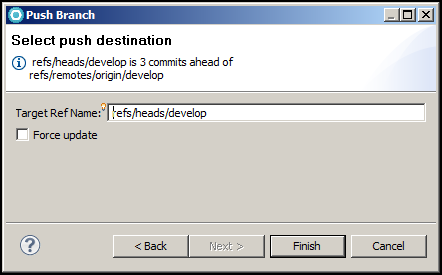 Push Branch
Select push destination
refs/heads/develop is 3 commits ahead of
refs/remotes/origin/develop
Target Ref Name: refs/heads/develop
Force update
? < Back Next > Finish Cancel